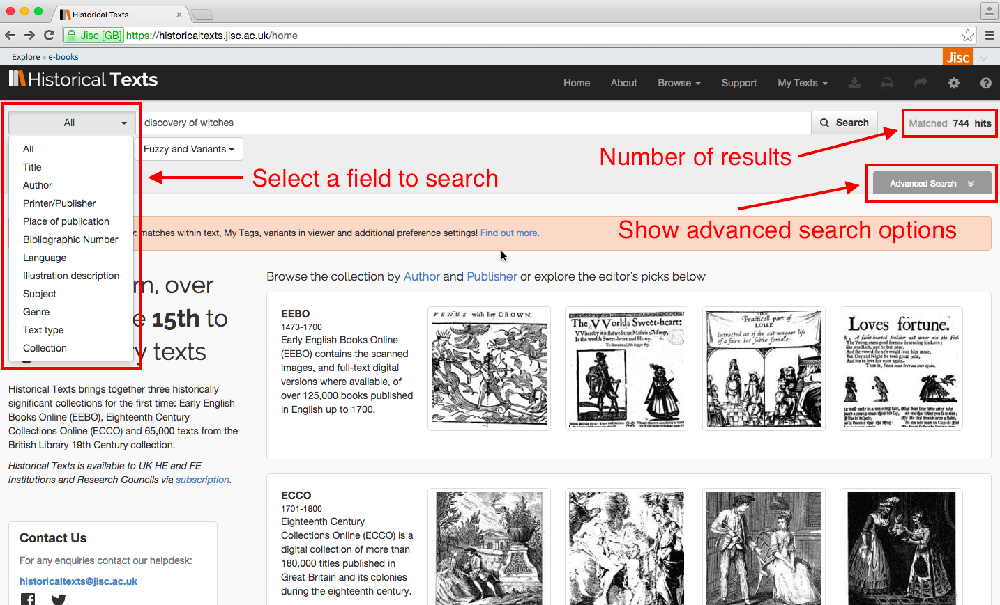 Historical Texts
Jisc [GB] https://historicaltexts.jisc.ac.uk/home
Explore » e-books
Jisc
Historical Texts
Home About Browse Support My Texts
All discovery of witches Search Matched 744 hits
Fuzzy and Variants
Number of results
Select a field to search
Advanced Search
Show advanced search options
All
Title
Author
Printer/Publisher
Place of publication
Bibliographic Number
Language
Illustration description
Subject
Genre
Text type
Collection
: matches within text, My Tags, variants in viewer and additional preference settings! Find out more.
m, over
e 15th to
y texts
Historical Texts brings together three historically
significant collections for the first time: Early English
Books Online (EEBO), Eighteenth Century
Collections Online (ECCO) and 65,000 texts from the
British Library 19th Century collection.
Historical Texts is available to UK HE and FE
Institutions and Research Councils via subscription.
Contact Us
For any enquiries contact our helpdesk:
historicaltexts@jisc.ac.uk
Browse the collection by Author and Publisher or explore the editor's picks below
EEBO
1473-1700
Early English Books Online
(EEBO) contains the scanned
images, and full-text digital
versions where available, of
over 125,000 books published
in English up to 1700.
VENUS with her CROWN.
The VVorlds Sweet-heart:
VVhereby it is shewed that Mistris Mony,
Is the worlds Sweet-heart and Hony.
The
Practicall part of
LOUE
Extracted out of the extravagant life
of a faire but subtle female.
Loves fortune.
ECCO
1701-1800
Eighteenth Century
Collections Online (ECCO) is a
digital collection of more than
180,000 titles published in
Great Britain and its colonies
during the eighteenth century.